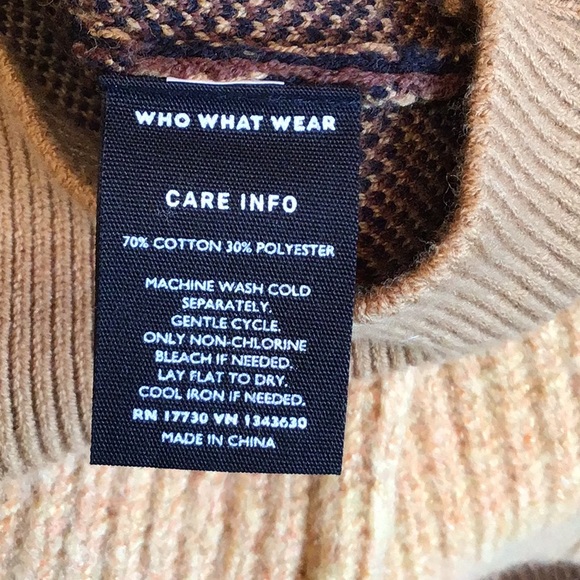 WHO WHAT WEAR
CARE INFO
70% COTTON 30% POLYESTER
MACHINE WASH COLD
SEPARATELY,
GENTLE CYCLE,
ONLY NON-CHLORINE
BLEACH IF NEEDED.
LAY FLAT TO DRY.
COOL IRON IF NEEDED.
RN 17730 VN 1343630
MADE IN CHINA